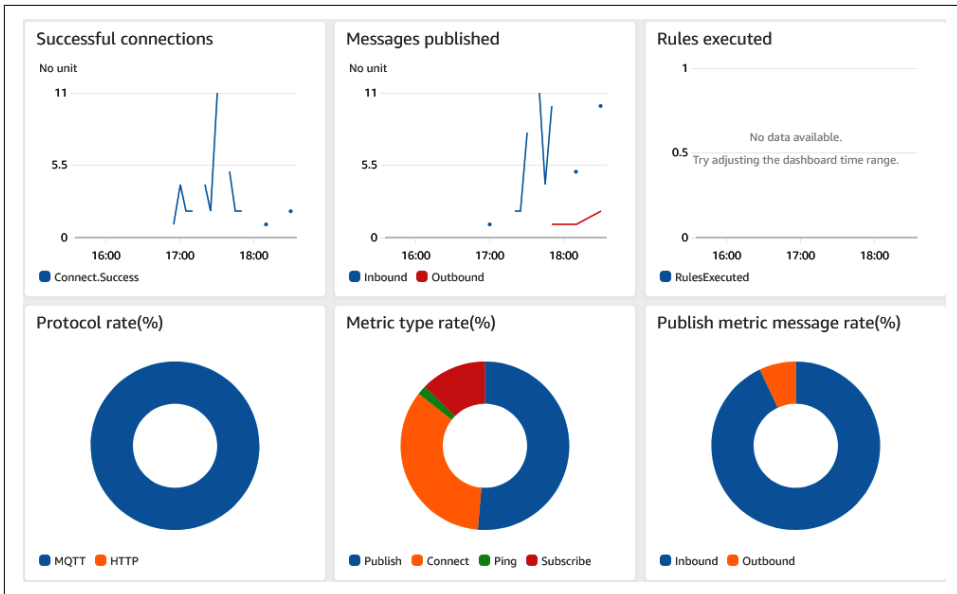 Successful connections
No unit
11
5.5
0
16:00 17:00 18:00
Connect.Success
Messages published
No unit
11
5.5
0
16:00 17:00 18:00
Inbound Outbound
Rules executed
1
No data available.
0.5
Try adjusting the dashboard time range.
0
16:00 17:00 18:00
RulesExecuted
Protocol rate(%)
MQTT HTTP
Metric type rate(%)
Publish Connect Ping Subscribe
Publish metric message rate(%)
Inbound Outbound